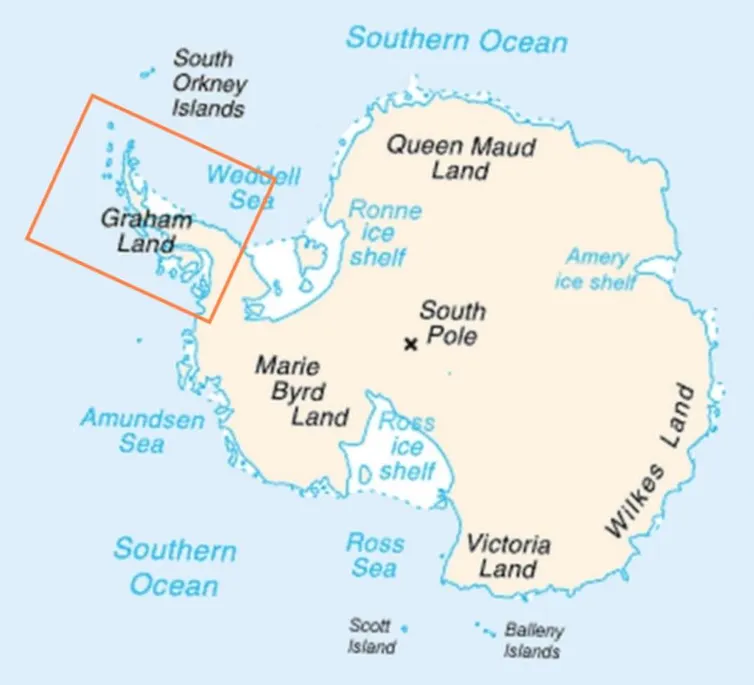 Southern Ocean
South
Orkney
Islands
Queen Maud
Land
Weddell
Sea
Ronne
ice
shelf
Graham
Land
Amery
ice shelf
South
Pole
Marie
Byrd
Land
Amundsen
Sea
Ross
ice
shelf
Wilkes Land
Southern
Ocean
Ross
Sea
Victoria
Land
Scott
Island
Balleny
Islands